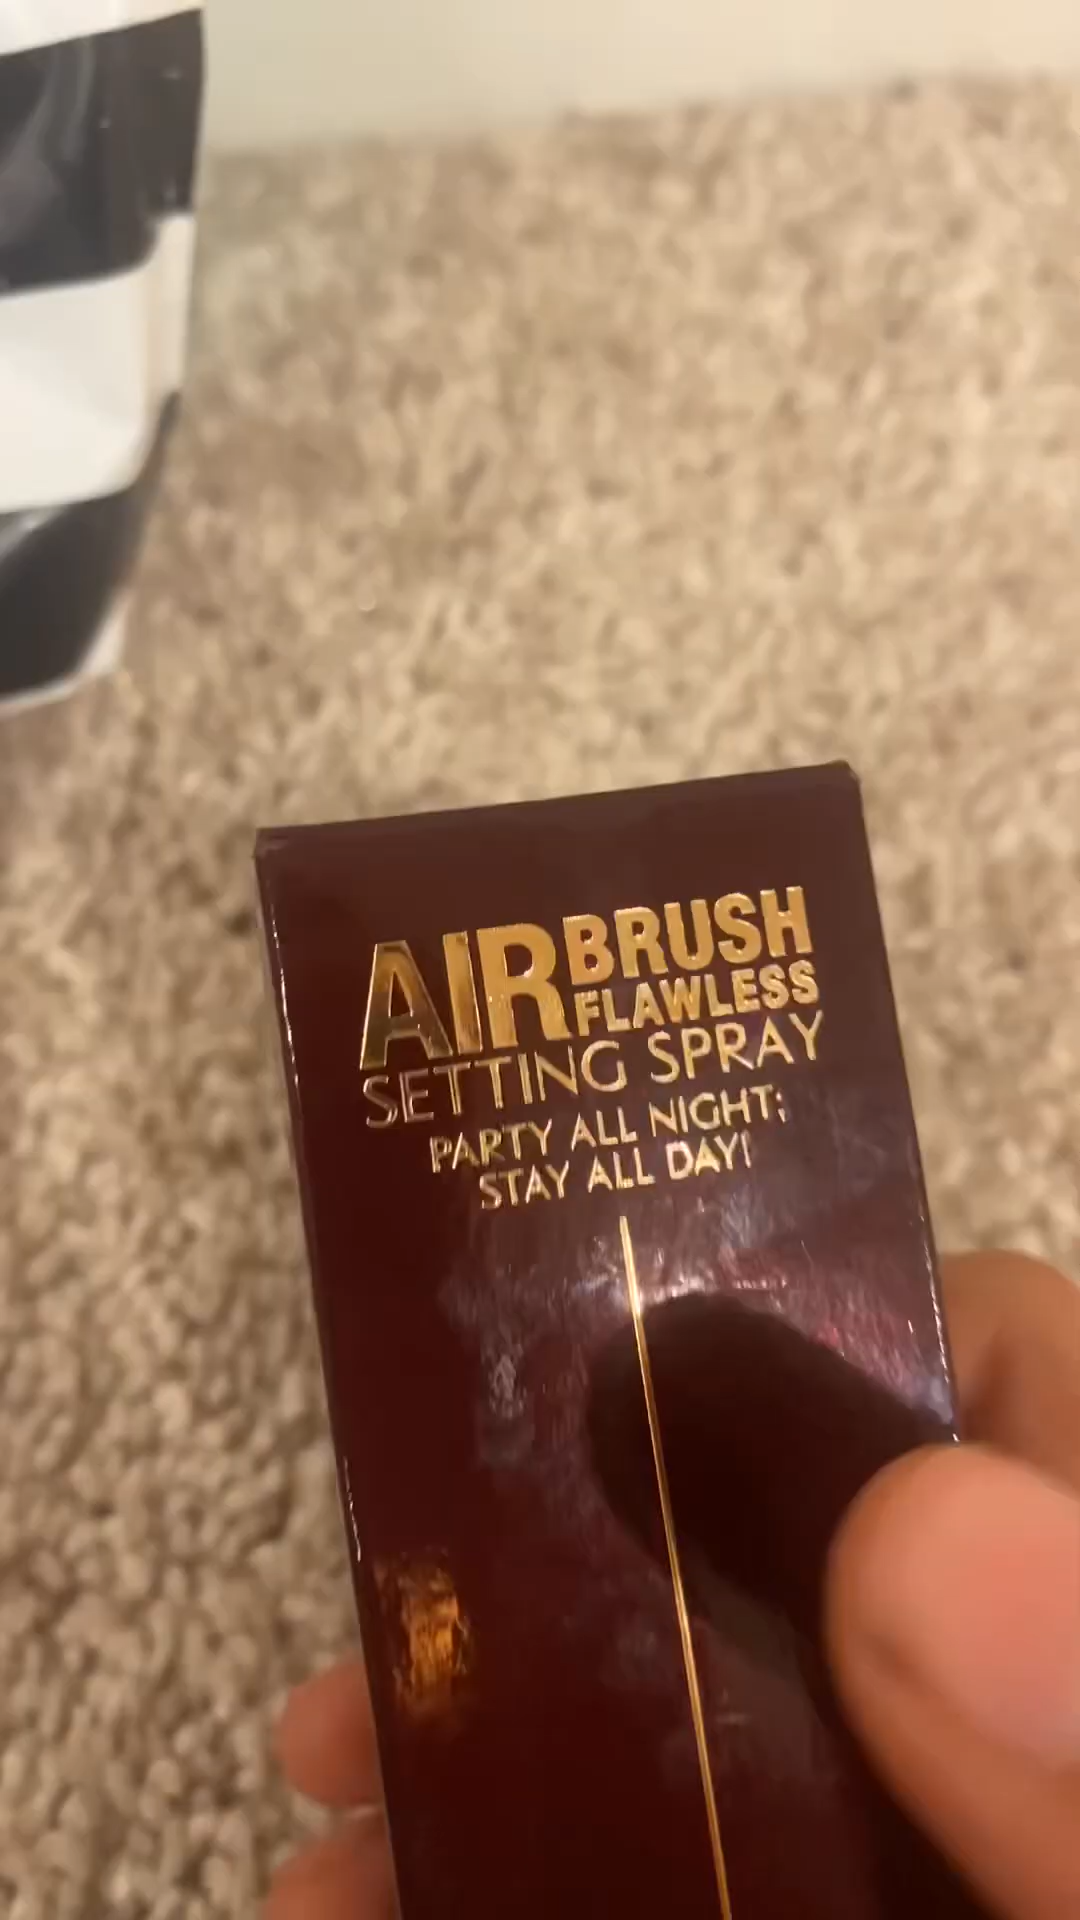 AIRBRUSH
FLAWLESS
SETTING SPRAY
PARTY ALL NIGHT;
STAY ALL DAY!